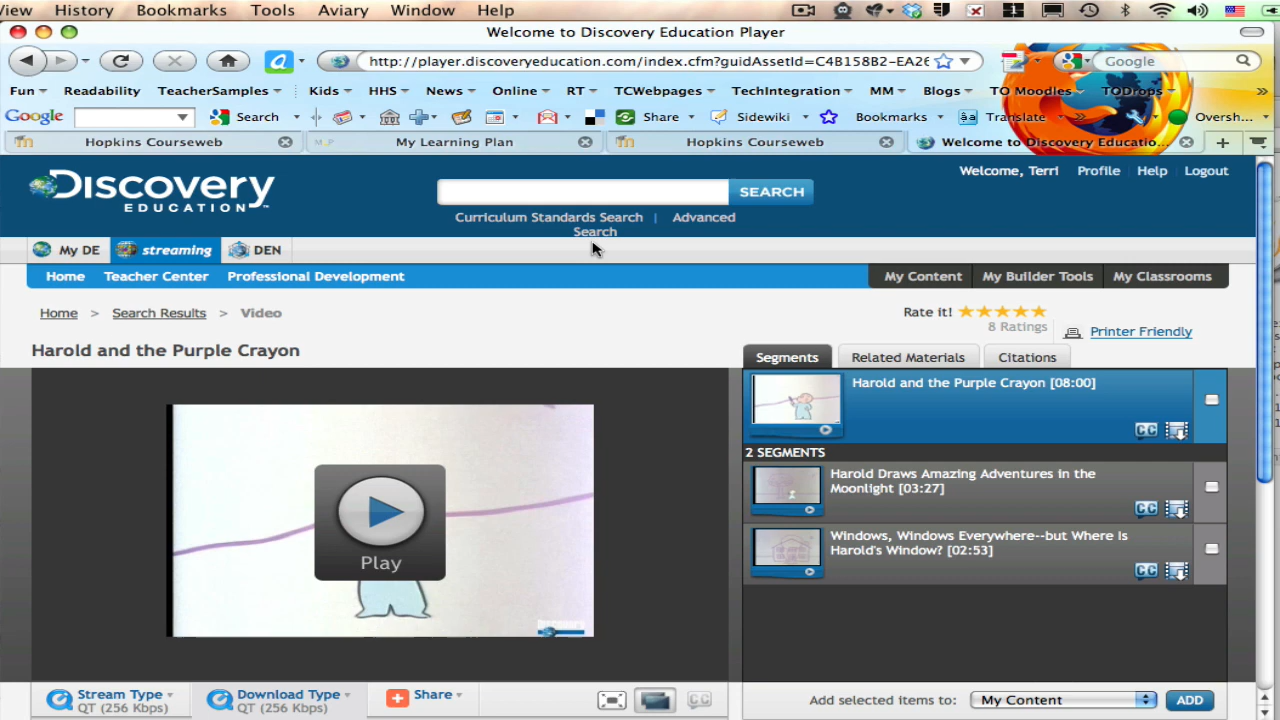 View History Bookmarks Tools Aviary Window Help
Welcome to Discovery Education Player
http://player.discoveryeducation.com/index.cfm?guidAssetId=C4B158B2-EA26
Google
Fun Readability TeacherSamples Kids HHS News Online RT TCWebpages TechIntegration MM Blogs TO Moodles TODrops
Google Search Share Sidewiki Bookmarks Translate Oversh...
Hopkins Courseweb My Learning Plan Hopkins Courseweb Welcome to Discovery Educatio...
Welcome, Terri Profile Help Logout
Discovery
EDUCATION™
SEARCH
Curriculum Standards Search | Advanced
Search
My DE streaming DEN
Home Teacher Center Professional Development My Content My Builder Tools My Classrooms
Home > Search Results > Video
Rate it!
8 Ratings
Printer Friendly
Harold and the Purple Crayon
Segments Related Materials Citations
Harold and the Purple Crayon [08:00]
CC
2 SEGMENTS
Harold Draws Amazing Adventures in the
Moonlight [03:27]
CC
Windows, Windows Everywhere--but Where Is
Harold's Window? [02:53]
CC
Play
Stream Type
QT (256 Kbps)
Download Type
QT (256 Kbps)
Share
CC
Add selected items to: My Content ADD